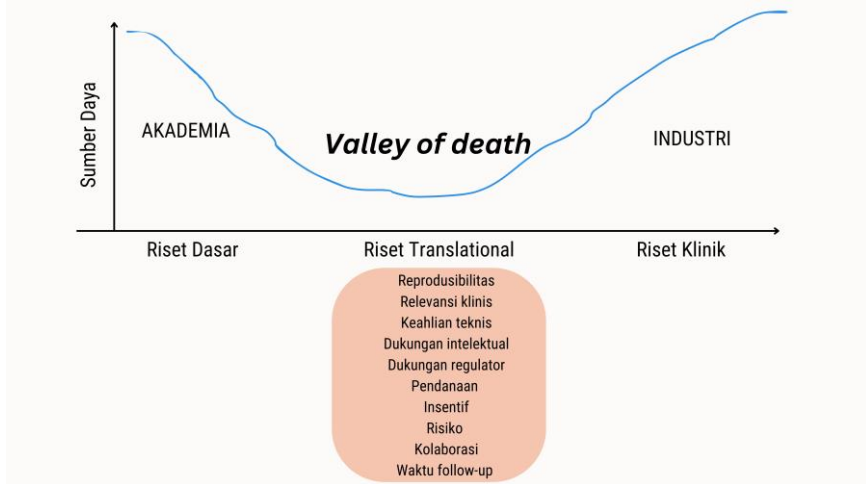 Sumber Daya
AKADEMIA
Valley of death
INDUSTRI
Riset Dasar
Riset Translational
Riset Klinik
Reprodusibilitas
Relevansi klinis
Keahlian teknis
Dukungan intelektual
Dukungan regulator
Pendanaan
Insentif
Risiko
Kolaborasi
Waktu follow-up